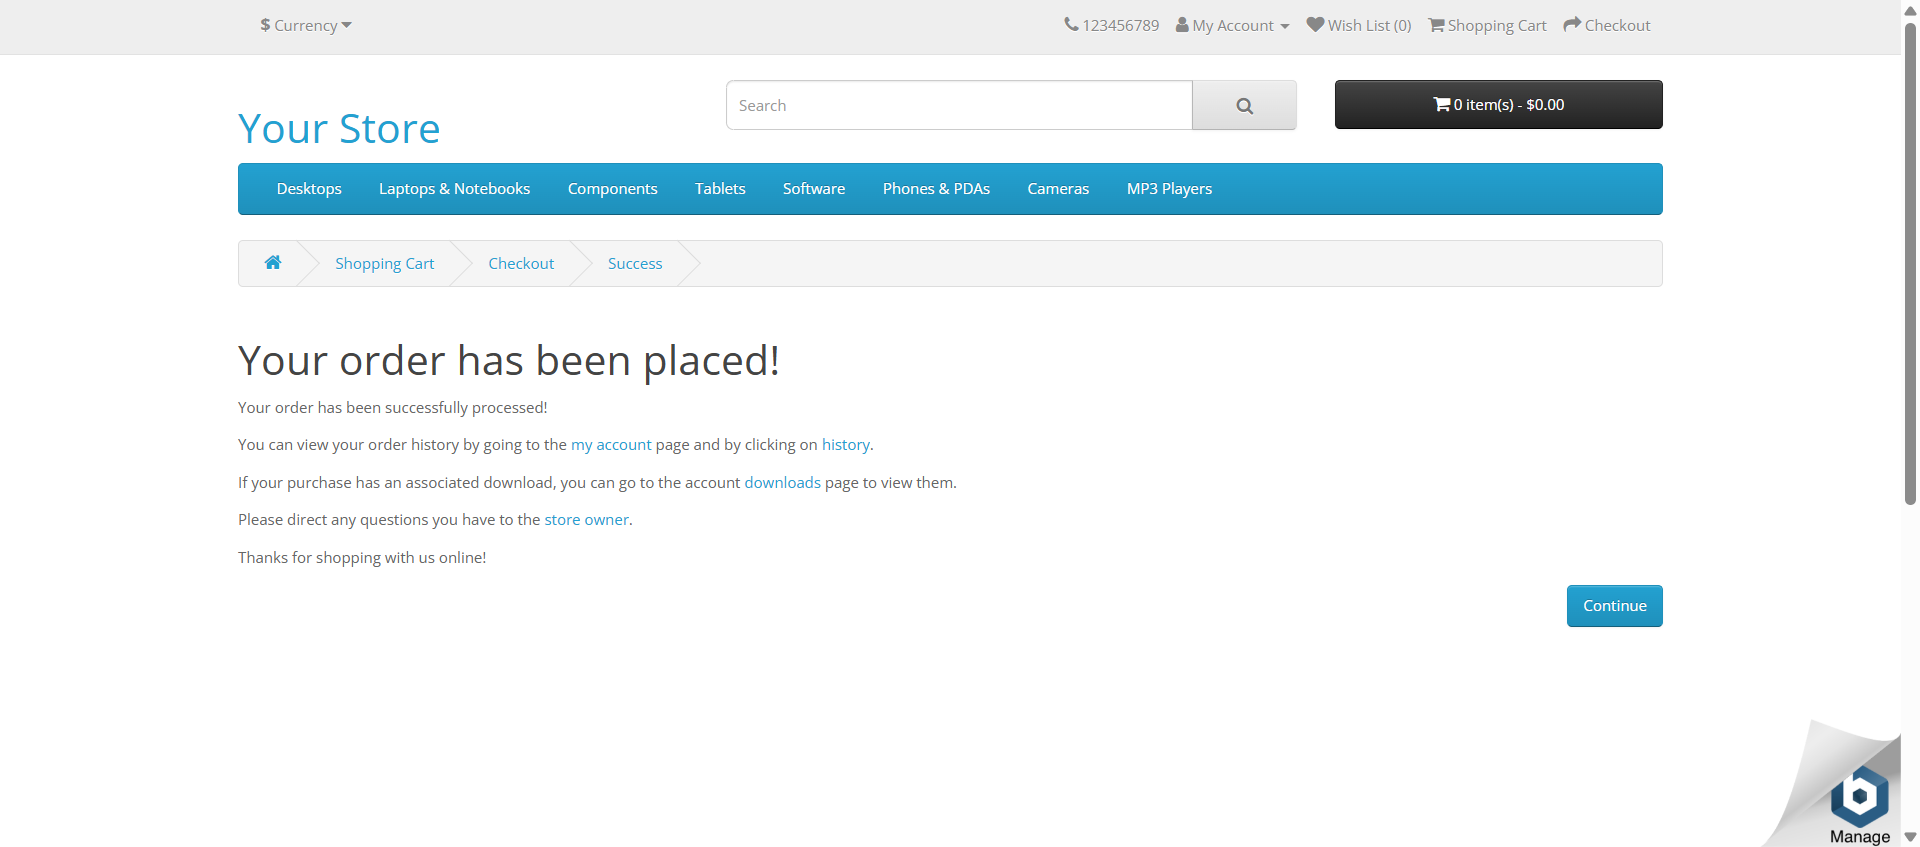 $ Currency
123456789 My Account Wish List (0) Shopping Cart Checkout
Your Store
Search
0 item(s) - $0.00
Desktops Laptops & Notebooks Components Tablets Software Phones & PDAs Cameras MP3 Players
Shopping Cart Checkout Success
Your order has been placed!
Your order has been successfully processed!
You can view your order history by going to the my account page and by clicking on history.
If your purchase has an associated download, you can go to the account downloads page to view them.
Please direct any questions you have to the store owner.
Thanks for shopping with us online!
Continue
b
Manage